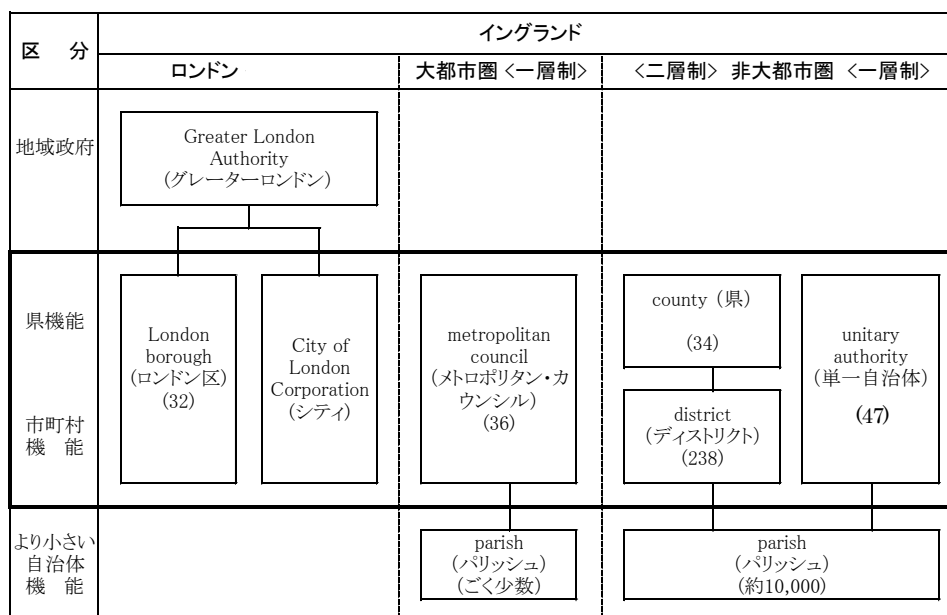 区 分
イングランド
ロンドン
大都市圏 <一層制>
<二層制> 非大都市圏 <一層制>
地域政府
Greater London
Authority
(グレーターロンドン)
県機能
市町村
機 能
London
borough
(ロンドン区)
(32)
City of
London
Corporation
(シティ)
metropolitan
council
(メトロポリタン・カ
ウンシル)
(36)
county (県)
(34)
district
(ディストリクト)
(238)
unitary
authority
(単一自治体)
(47)
より小さい
自治体
機 能
parish
(パリッシュ)
(ごく少数)
parish
(パリッシュ)
(約10,000)